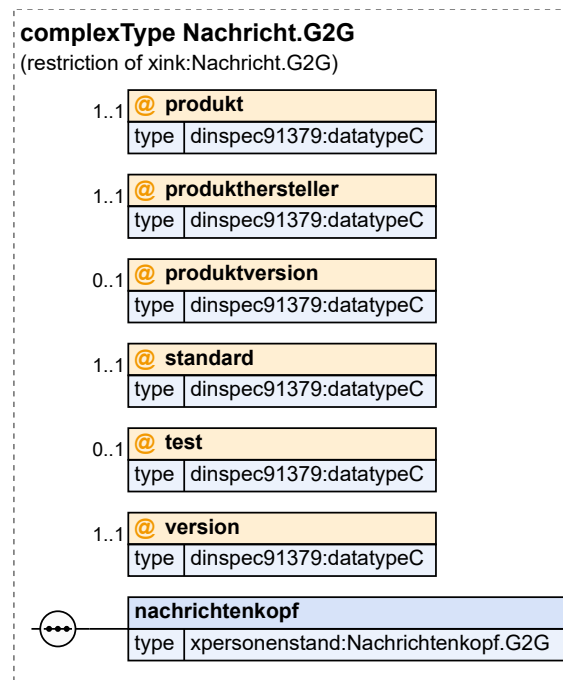 complexType Nachricht.G2G
(restriction of xink:Nachricht.G2G)
1..1 @ produkt
type dinspec91379:datatypeC
1..1 @ produkthersteller
type dinspec91379:datatypeC
0..1 @ produktversion
type dinspec91379:datatypeC
1..1 @ standard
type dinspec91379:datatypeC
0..1 @ test
type dinspec91379:datatypeC
1..1 @ version
type dinspec91379:datatypeC
nachrichtenkopf
type xpersonenstand:Nachrichtenkopf.G2G